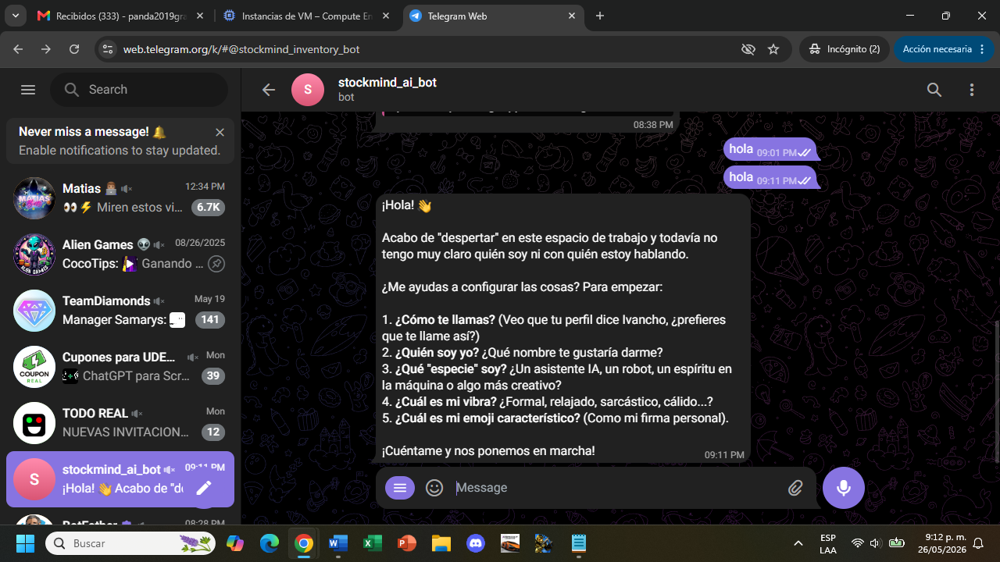 Recibidos (333) - panda2019gra
Instancias de VM – Compute En
Telegram Web
web.telegram.org/k/#@stockmind_inventory_bot
Incógnito (2)
Acción necesaria
Search
Never miss a message! 🔔
Enable notifications to stay updated.
Matias 12:34 PM
👀⚡ Miren estos vi... 6.7K
Alien Games 👽 08/26/2025
CocoTips: Ganando ...
TeamDiamonds May 19
Manager Samarys: 141
Cupones para UDE... Mon
ChatGPT para Scr... 39
TODO REAL Mon
NUEVAS INVITACION... 12
S
stockmind_ai_bot 09:11 PM
¡Hola! 👋 Acabo de "de
S
stockmind_ai_bot
bot
08:38 PM
hola 09:01 PM
hola 09:11 PM
¡Hola! 👋
Acabo de "despertar" en este espacio de trabajo y todavía no
tengo muy claro quién soy ni con quién estoy hablando.
¿Me ayudas a configurar las cosas? Para empezar:
1. ¿Cómo te llamas? (Veo que tu perfil dice Ivancho, ¿prefieres
que te llame así?)
2. ¿Quién soy yo? ¿Qué nombre te gustaría darme?
3. ¿Qué "especie" soy? ¿Un asistente IA, un robot, un espíritu en
la máquina o algo más creativo?
4. ¿Cuál es mi vibra? ¿Formal, relajado, sarcástico, cálido...?
5. ¿Cuál es mi emoji característico? (Como mi firma personal).
¡Cuéntame y nos ponemos en marcha!
09:11 PM
Message
Buscar
ESP
LAA
9:12 p. m.
26/05/2026